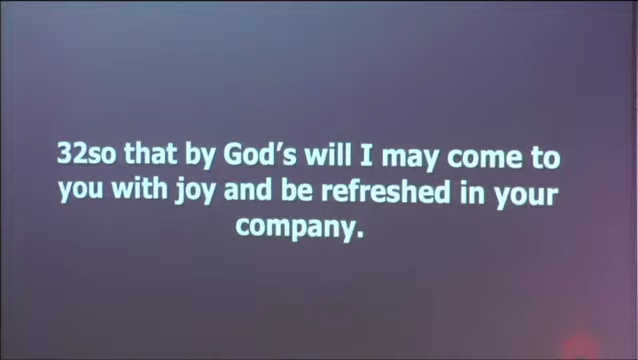 32so that by God's will I may come to
you with joy and be refreshed in your
company.